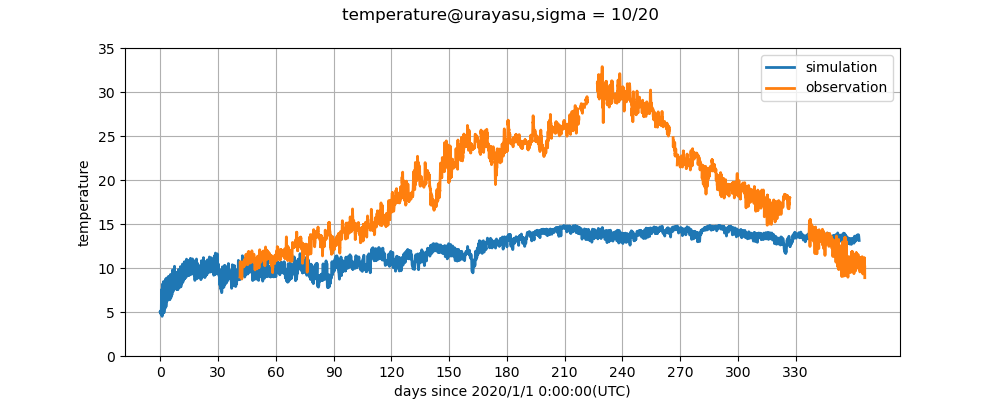 temperature@urayasu,sigma = 10/20
35
30
25
20
15
10
5
0
temperature
simulation
observation
0 30 60 90 120 150 180 210 240 270 300 330
days since 2020/1/1 0:00:00(UTC)